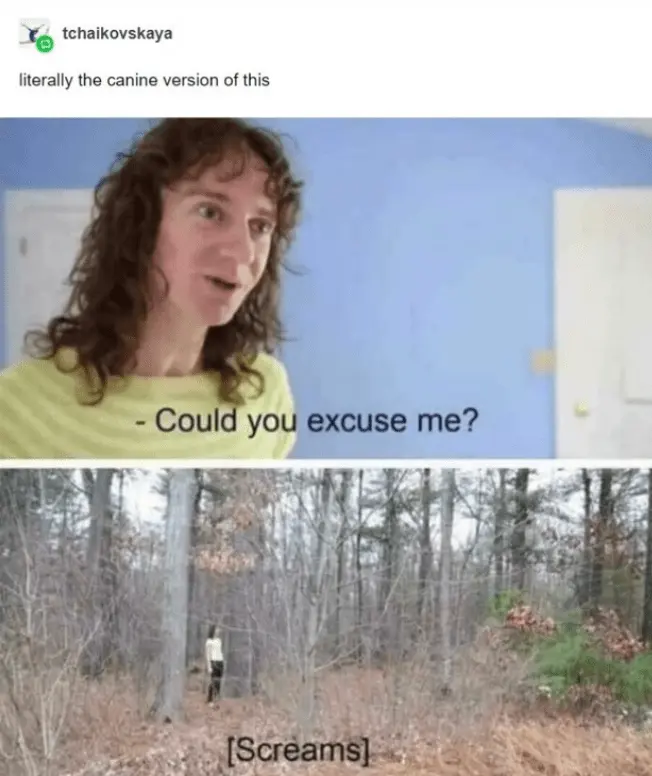 tchaikovskaya
literally the canine version of this
- Could you excuse me?
[Screams]